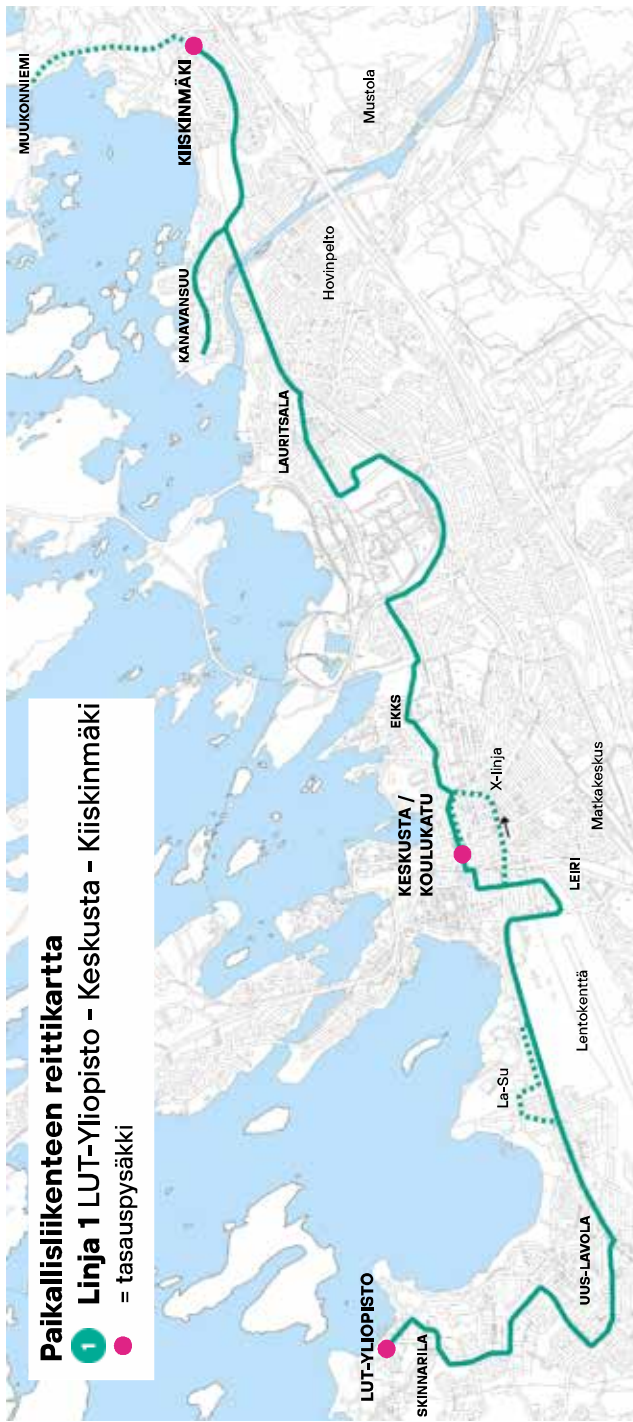 Paikallisliikenteen reittikartta
1 Linja 1 LUT-Yliopisto - Keskusta - Kiiskinmäki
= tasauspysäkki
LUT-YLIOPISTO
SKINNARILA
UUS-LAVOLA
La-Su
Lentokenttä
LEIRI
KESKUSTA /
KOULUKATU
X-linja
Matkakeskus
EKKS
LAURITSALA
KANAVANSUU
Hovinpelto
Mustola
KIISKINMÄKI
MUUKONNIEMI